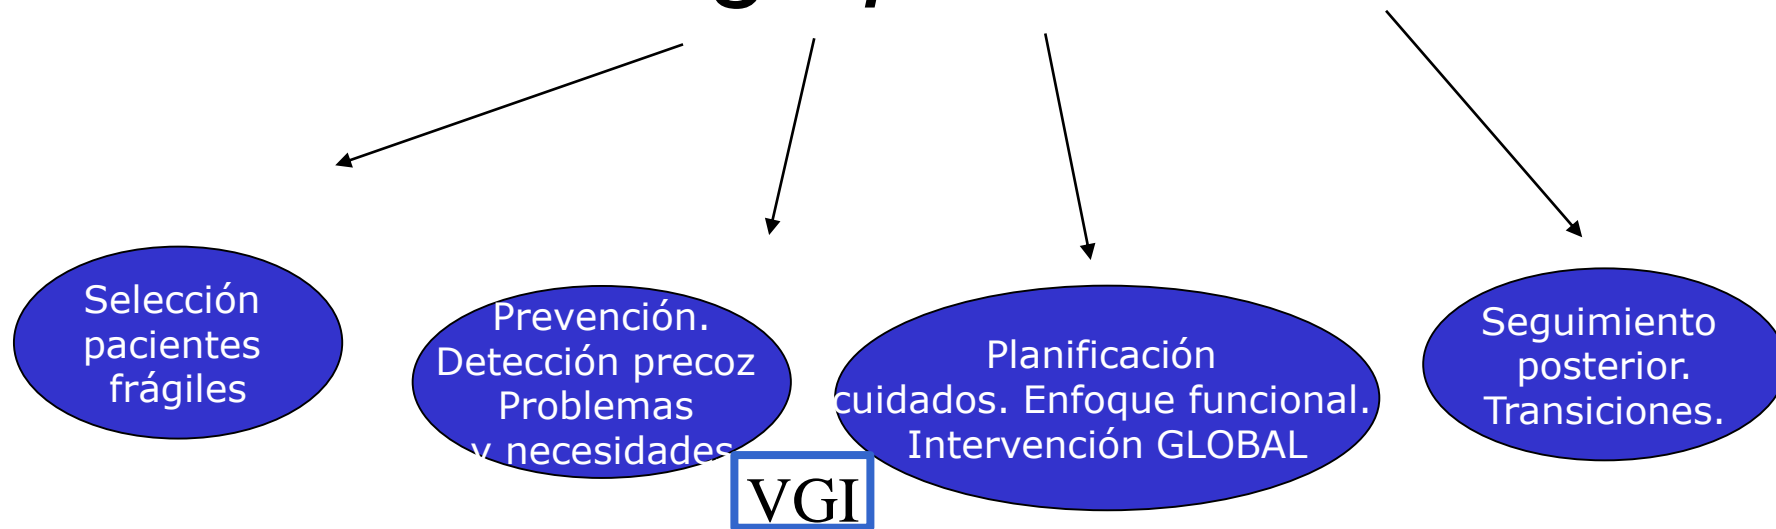 Selección
pacientes
frágiles
Prevención.
Detección precoz
Problemas
y necesidades
Planificación
cuidados. Enfoque funcional.
Intervención GLOBAL
Seguimiento
posterior.
Transiciones.
VGI